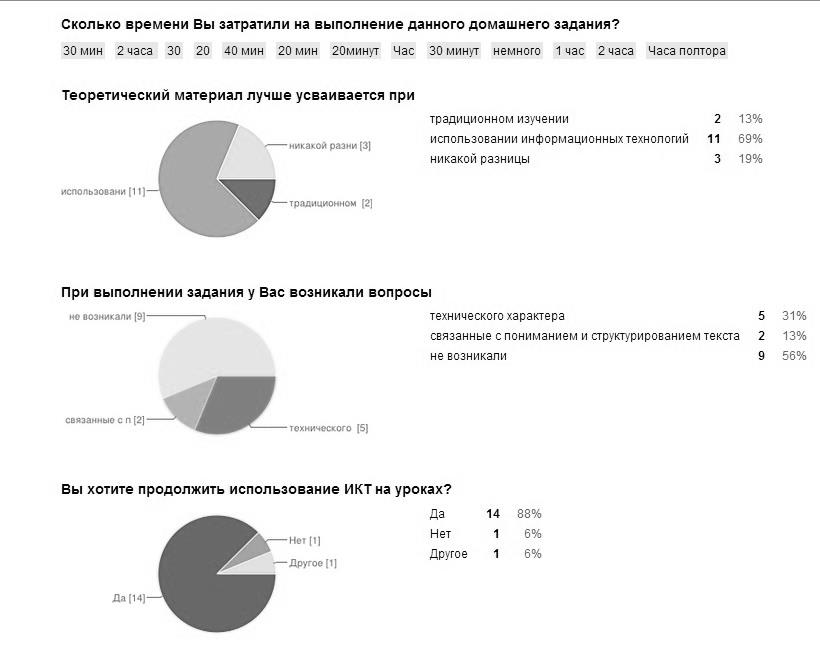 Сколько времени Вы затратили на выполнение данного домашнего задания?
30 мин 2 часа 30 20 40 мин 20 мин 20минут Час 30 минут немного 1 час 2 часа Часа полтора
Теоретический материал лучше усваивается при
никакой разни [3]
использовани [11]
традиционном [2]
традиционном изучении 2 13%
использовании информационных технологий 11 69%
никакой разницы 3 19%
При выполнении задания у Вас возникали вопросы
не возникали [9]
связанные с п [2]
технического [5]
технического характера 5 31%
связанные с пониманием и структурированием текста 2 13%
не возникали 9 56%
Вы хотите продолжить использование ИКТ на уроках?
Нет [1]
Другое [1]
Да [14]
Да 14 88%
Нет 1 6%
Другое 1 6%